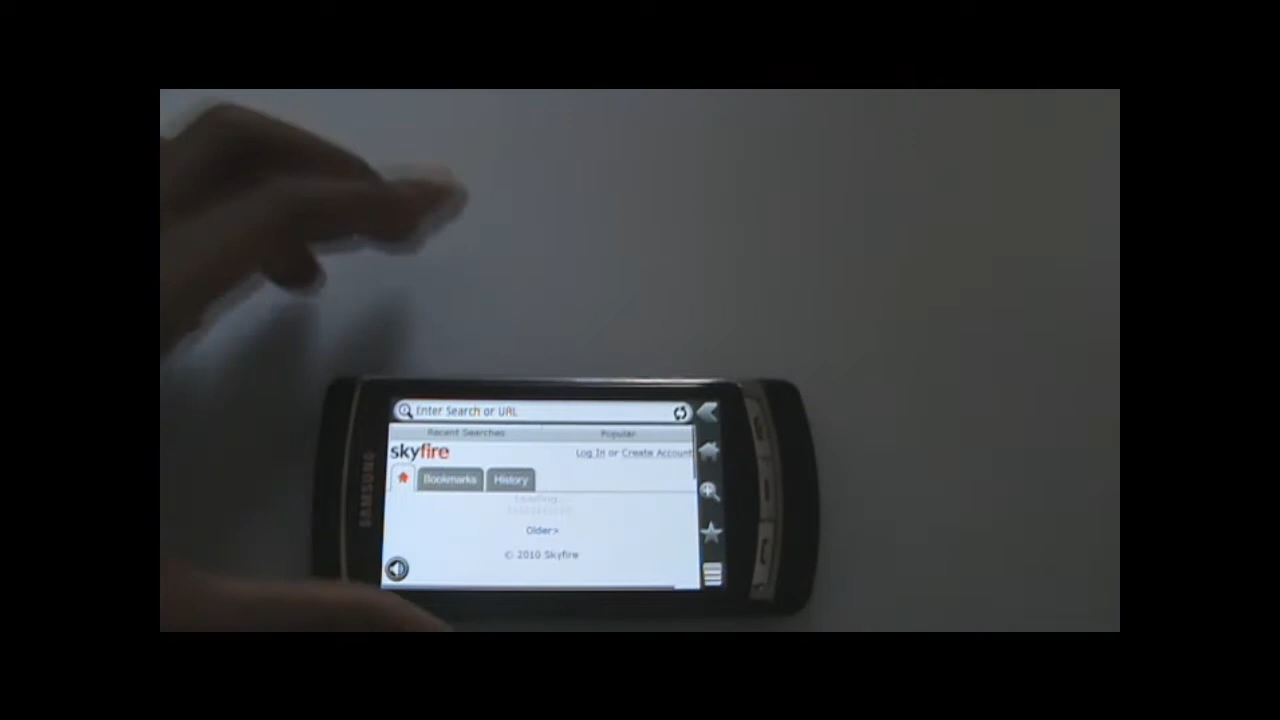 Enter Search or URL
Recent Searches Popular
skyfire Log In or Create Account
Bookmarks History
Loading...
Older>
© 2010 Skyfire
SAMSUNG